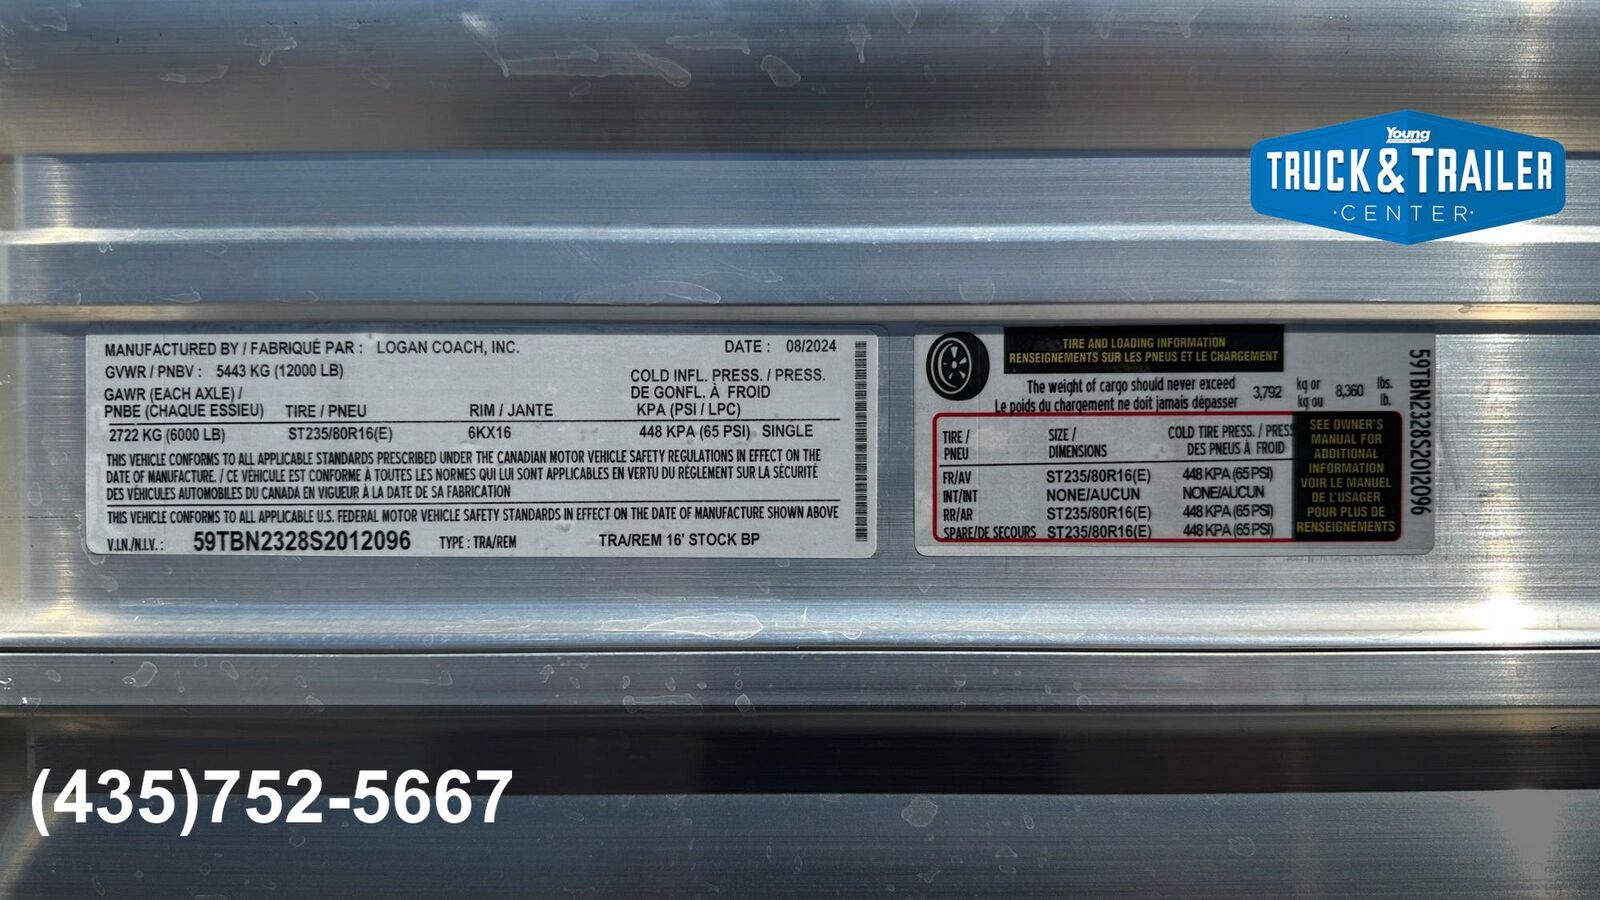 Young
TRUCK & TRAILER
·CENTER·
MANUFACTURED BY / FABRIQUÉ PAR : LOGAN COACH, INC. DATE : 08/2024
GVWR / PNBV : 5443 KG (12000 LB)
GAWR (EACH AXLE) / PNBE (CHAQUE ESSIEU) TIRE / PNEU RIM / JANTE COLD INFL. PRESS. / PRESS. DE GONFL. À FROID KPA (PSI / LPC)
2722 KG (6000 LB) ST235/80R16(E) 6KX16 448 KPA (65 PSI) SINGLE
THIS VEHICLE CONFORMS TO ALL APPLICABLE STANDARDS PRESCRIBED UNDER THE CANADIAN MOTOR VEHICLE SAFETY REGULATIONS IN EFFECT ON THE
DATE OF MANUFACTURE. / CE VÉHICULE EST CONFORME À TOUTES LES NORMES QUI LUI SONT APPLICABLES EN VERTU DU RÈGLEMENT SUR LA SÉCURITÉ
DES VÉHICULES AUTOMOBILES DU CANADA EN VIGUEUR À LA DATE DE SA FABRICATION
THIS VEHICLE CONFORMS TO ALL APPLICABLE U.S. FEDERAL MOTOR VEHICLE SAFETY STANDARDS IN EFFECT ON THE DATE OF MANUFACTURE SHOWN ABOVE
V.I.N./N.I.V.: 59TBN2328S2012096 TYPE : TRA/REM TRA/REM 16' STOCK BP
TIRE AND LOADING INFORMATION
RENSEIGNEMENTS SUR LES PNEUS ET LE CHARGEMENT
The weight of cargo should never exceed 3,792 kg or 8,360 lbs.
Le poids du chargement ne doit jamais dépasser kg ou lb.
TIRE / PNEU SIZE / DIMENSIONS COLD TIRE PRESS. / PRESS DES PNEUS À FROID
FR/AV ST235/80R16(E) 448 KPA (65 PSI)
INT/INT NONE/AUCUN NONE/AUCUN
RR/AR ST235/80R16(E) 448 KPA (65 PSI)
SPARE/DE SECOURS ST235/80R16(E) 448 KPA (65 PSI)
SEE OWNER'S
MANUAL FOR
ADDITIONAL
INFORMATION
VOIR LE MANUEL
DE L'USAGER
POUR PLUS DE
RENSEIGNEMENTS
59TBN2328S2012096
(435)752-5667